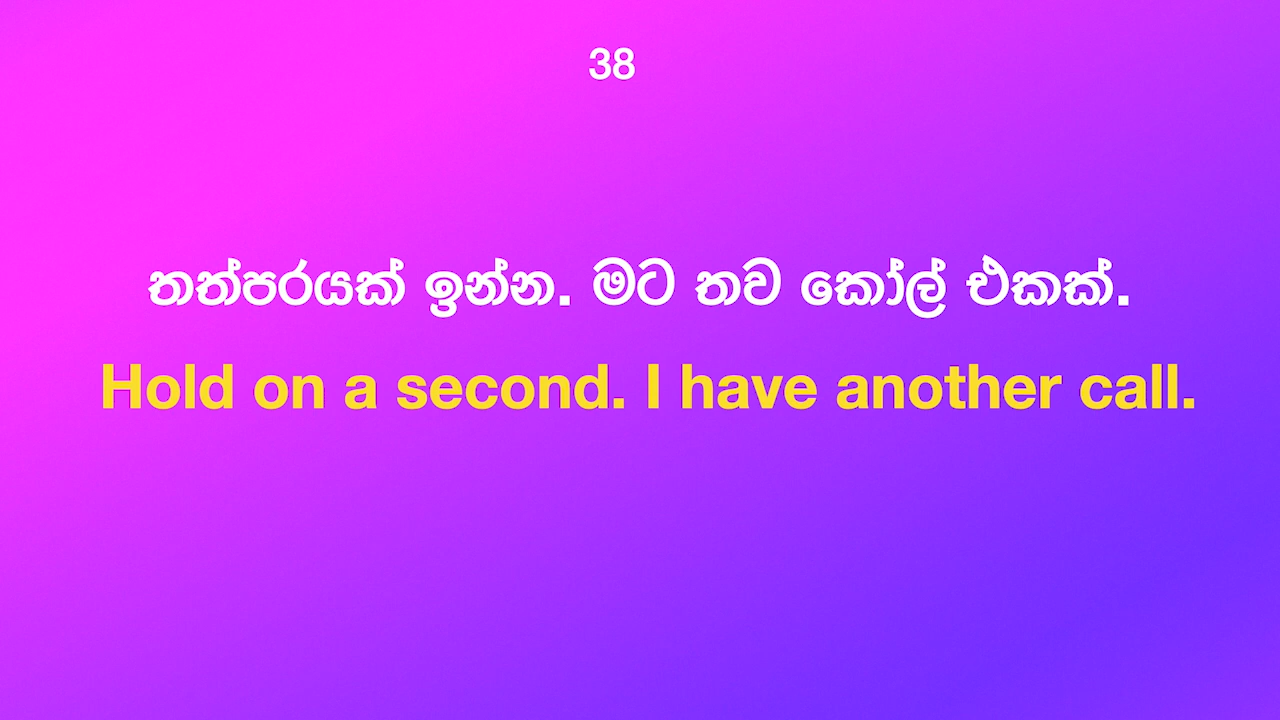 38
තත්පරයක් ඉන්න. මට තව කෝල් එකක්.
Hold on a second. I have another call.